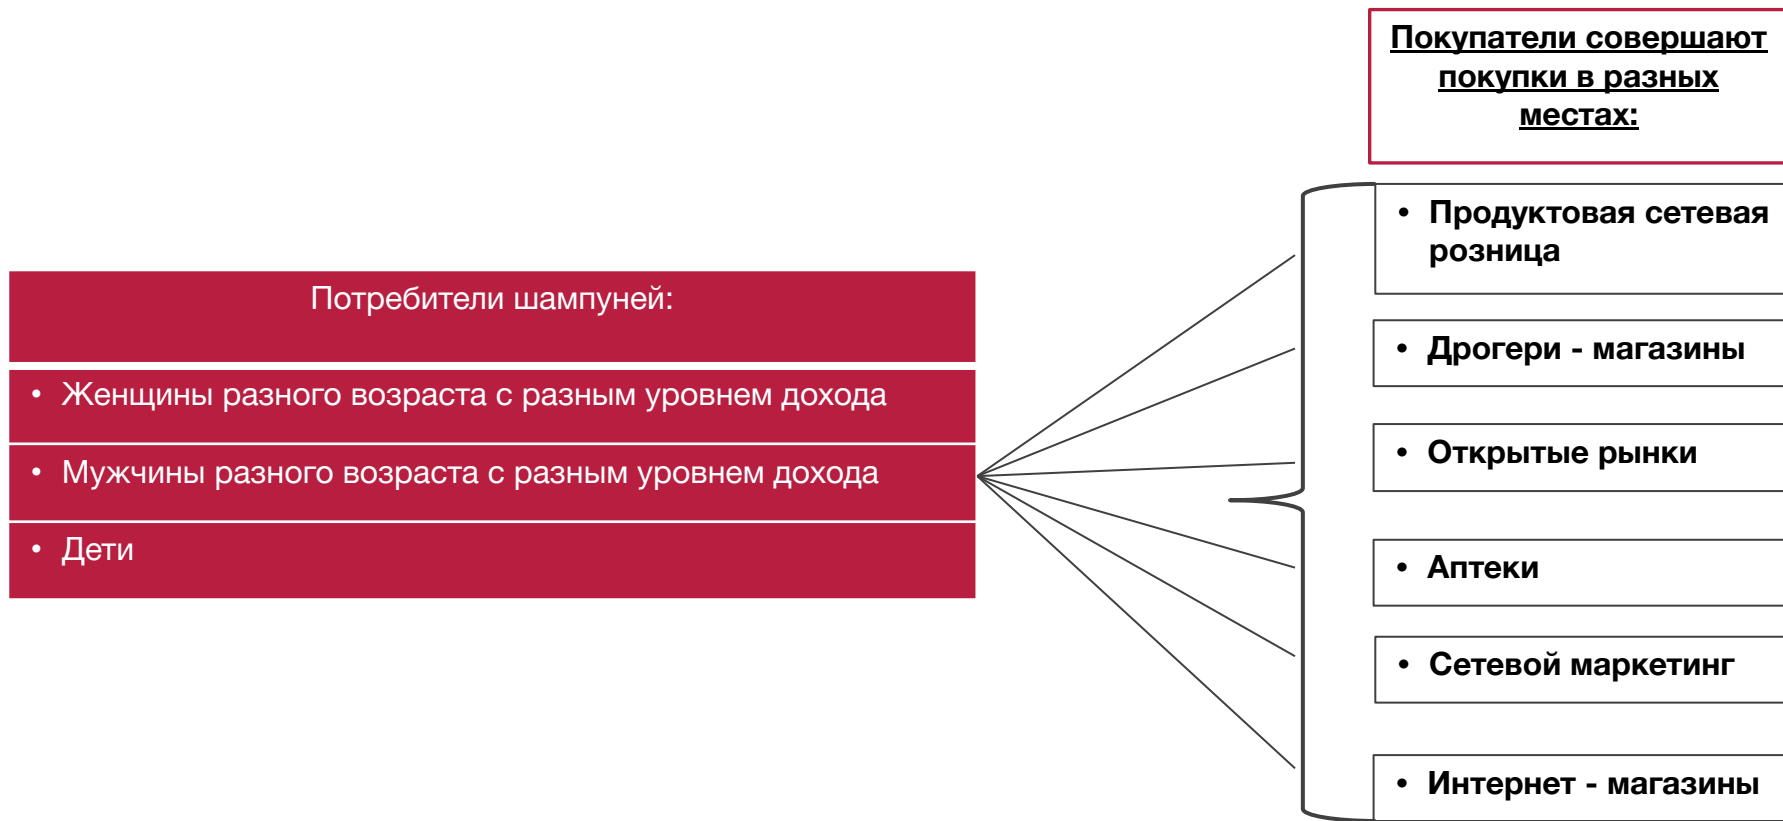 Покупатели совершают
покупки в разных
местах:
• Продуктовая сетевая
розница
Потребители шампуней:
• Дрогери - магазины
• Женщины разного возраста с разным уровнем дохода
• Открытые рынки
• Мужчины разного возраста с разным уровнем дохода
• Дети
• Аптеки
• Сетевой маркетинг
• Интернет - магазины